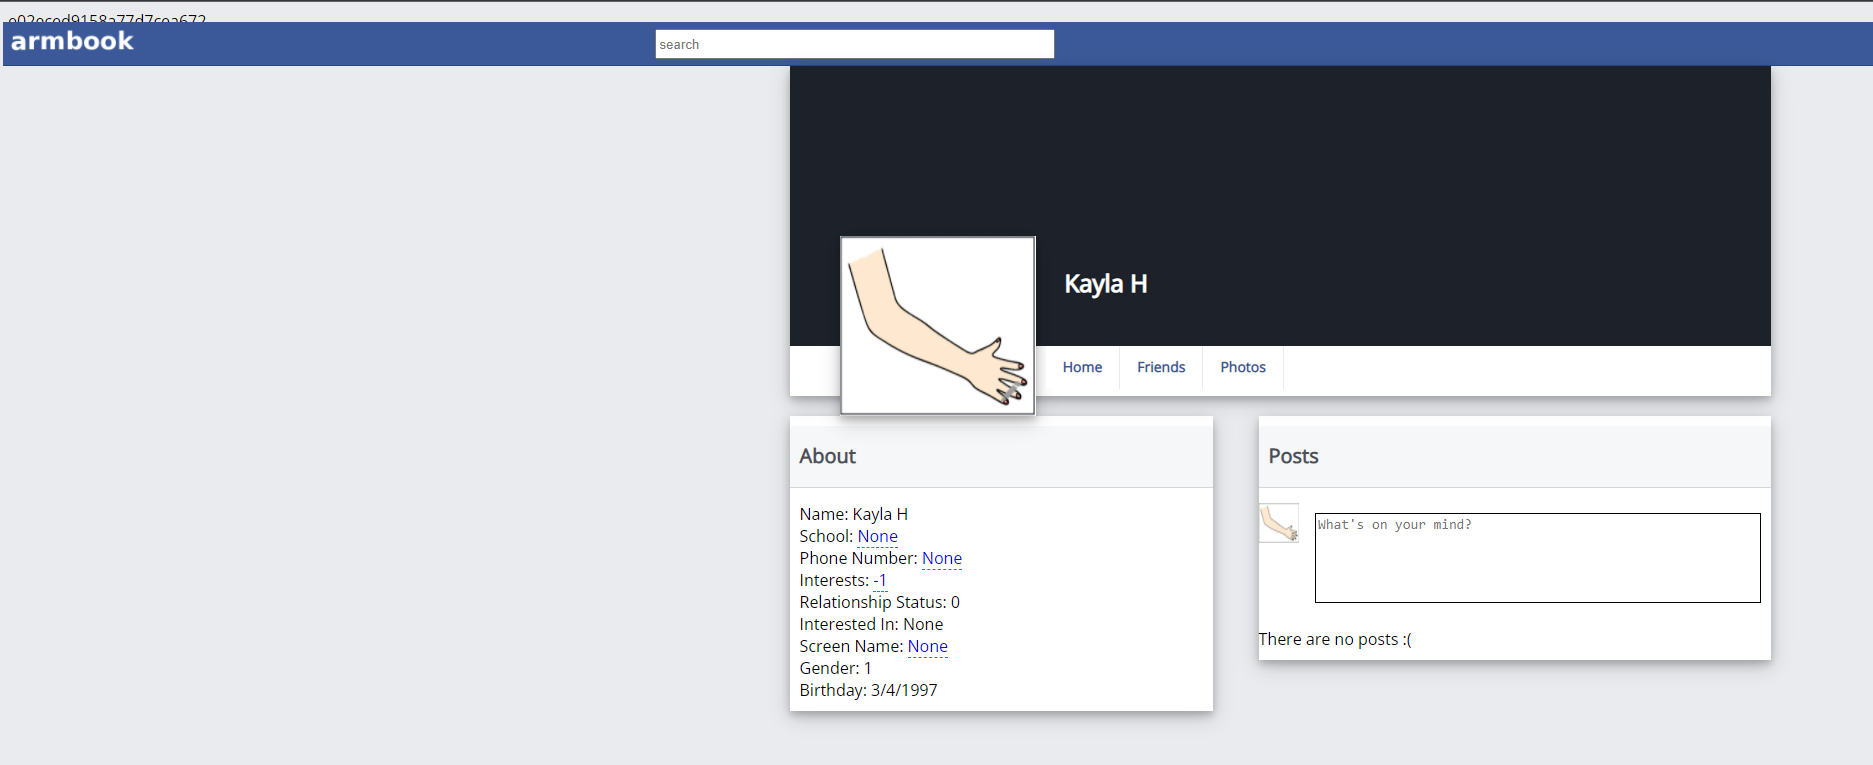 armbook
search
Kayla H
Home Friends Photos
About
Name: Kayla H
School: None
Phone Number: None
Interests: -1
Relationship Status: 0
Interested In: None
Screen Name: None
Gender: 1
Birthday: 3/4/1997
Posts
What's on your mind?
There are no posts :(